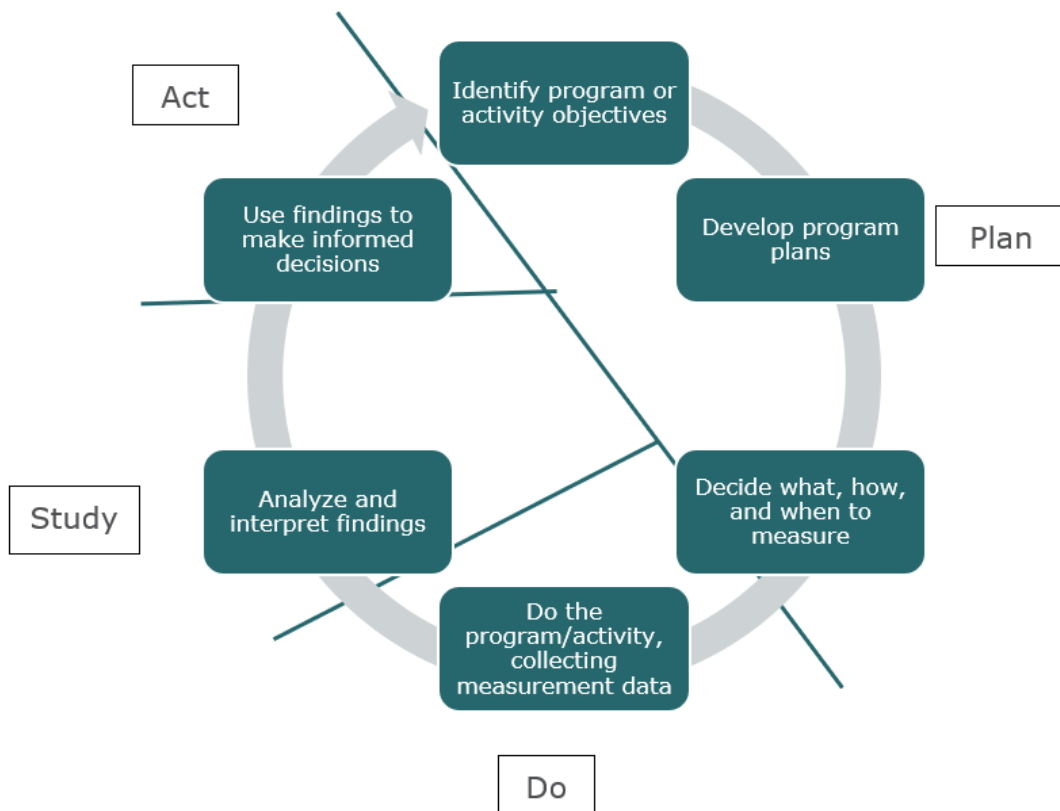 Act
Identify program or
activity objectives
Use findings to
make informed
decisions
Develop program
plans
Plan
Study
Analyze and
interpret findings
Decide what, how,
and when to
measure
Do the
program/activity,
collecting
measurement data
Do